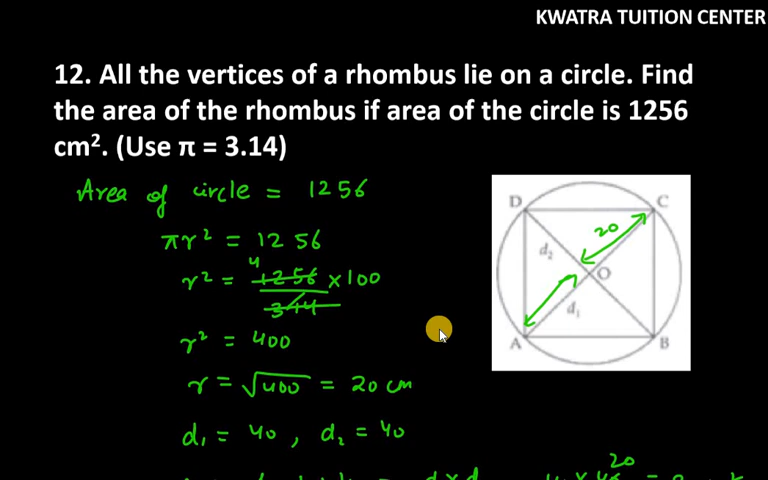 KWATRA TUITION CENTER
12. All the vertices of a rhombus lie on a circle. Find
the area of the rhombus if area of the circle is 1256
cm². (Use π = 3.14)
Area of circle = 1256
πr² = 1256
r² = 4 1256/314 ×100
r² = 400
r = √400 = 20 cm
d₁ = 40 , d₂ = 40
20
D
C
20
d₂
O
d₁
A
B